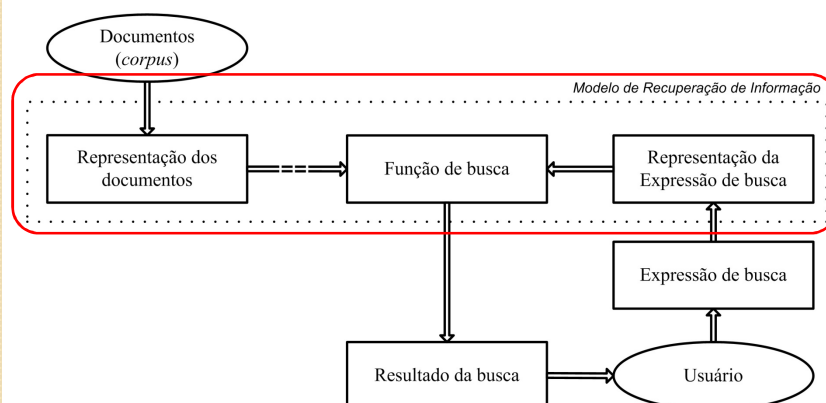 Documentos
(corpus)
Modelo de Recuperação de Informação
Representação dos
documentos
Função de busca
Representação da
Expressão de busca
Expressão de busca
Resultado da busca
Usuário